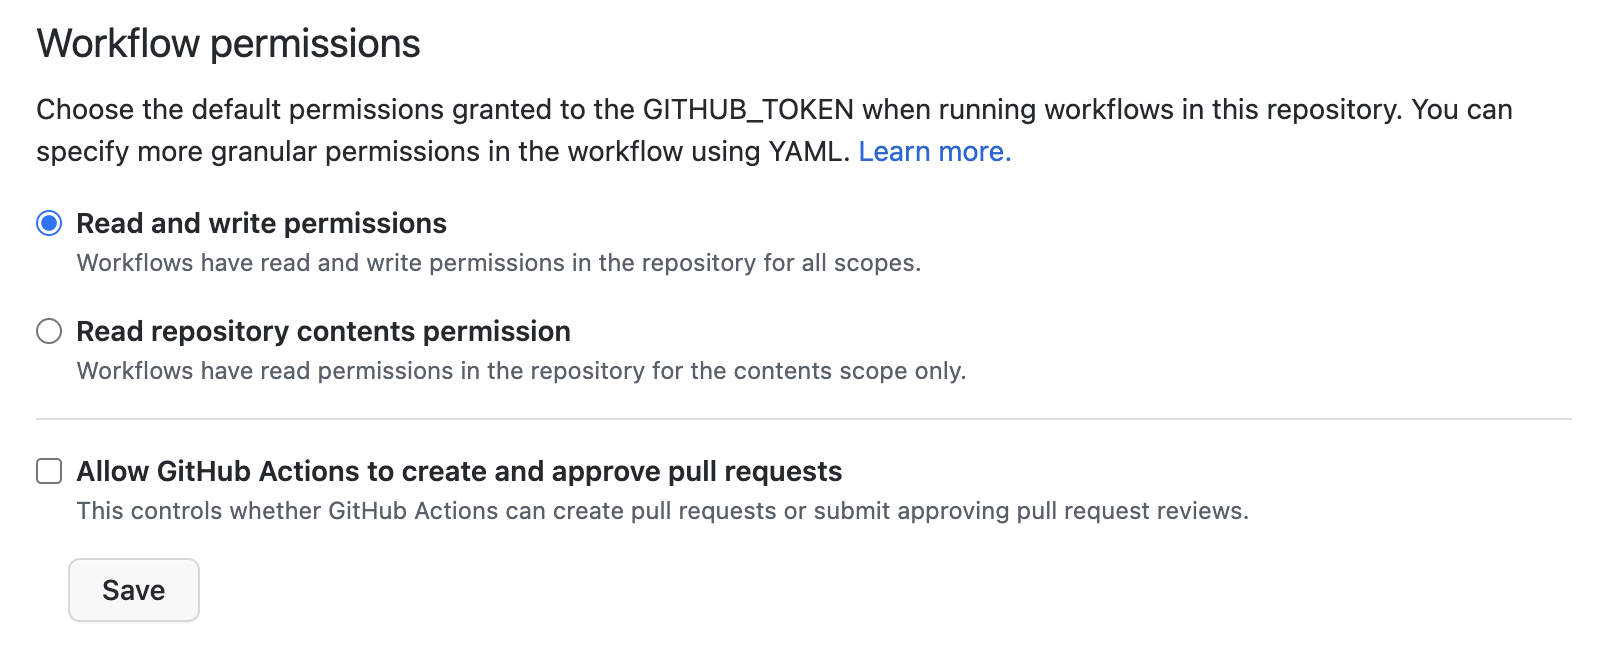 Workflow permissions
Choose the default permissions granted to the GITHUB_TOKEN when running workflows in this repository. You can
specify more granular permissions in the workflow using YAML. Learn more.
Read and write permissions
Workflows have read and write permissions in the repository for all scopes.
Read repository contents permission
Workflows have read permissions in the repository for the contents scope only.
Allow GitHub Actions to create and approve pull requests
This controls whether GitHub Actions can create pull requests or submit approving pull request reviews.
Save